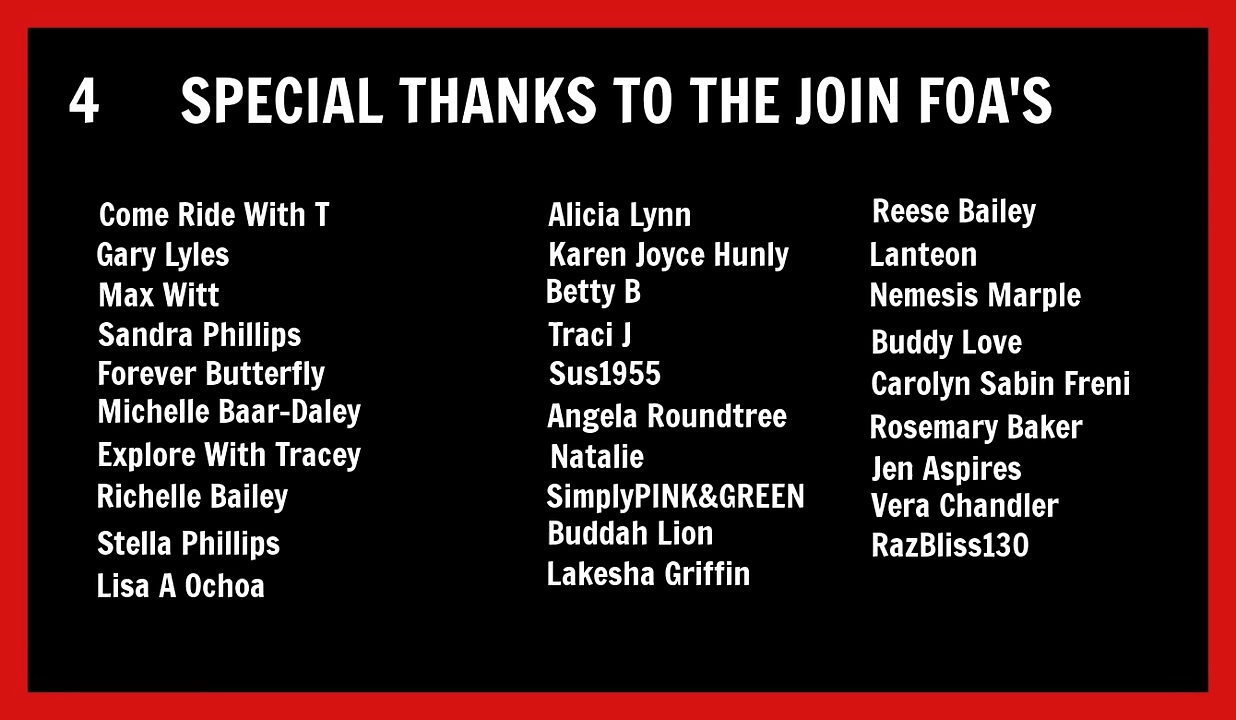 4 SPECIAL THANKS TO THE JOIN FOA'S
Come Ride With T
Gary Lyles
Max Witt
Sandra Phillips
Forever Butterfly
Michelle Baar-Daley
Explore With Tracey
Richelle Bailey
Stella Phillips
Lisa A Ochoa
Alicia Lynn
Karen Joyce Hunly
Betty B
Traci J
Sus1955
Angela Roundtree
Natalie
SimplyPINK&GREEN
Buddah Lion
Lakesha Griffin
Reese Bailey
Lanteon
Nemesis Marple
Buddy Love
Carolyn Sabin Freni
Rosemary Baker
Jen Aspires
Vera Chandler
RazBliss130